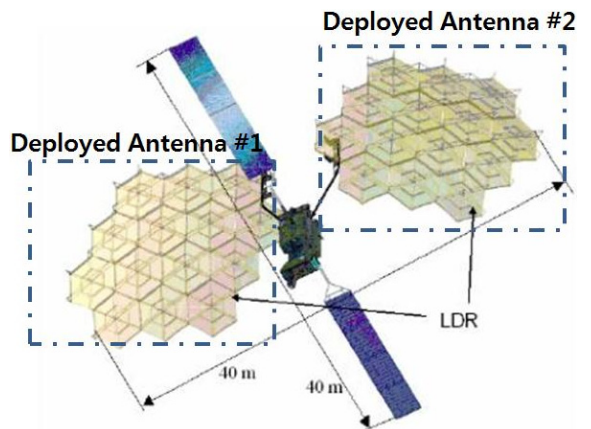 Deployed Antenna #2
Deployed Antenna #1
LDR
40 m
40 m